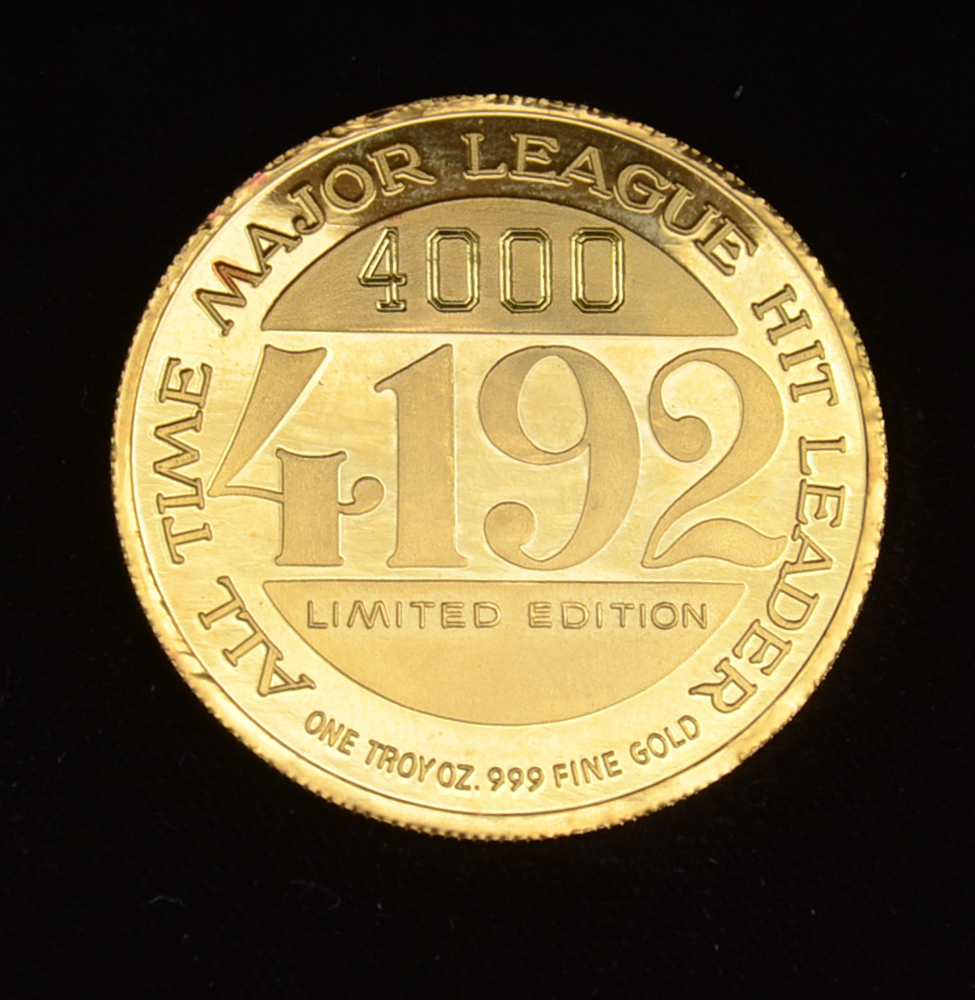 ALL TIME MAJOR LEAGUE HIT LEADER
4000
4192
LIMITED EDITION
ONE TROY OZ. 999 FINE GOLD